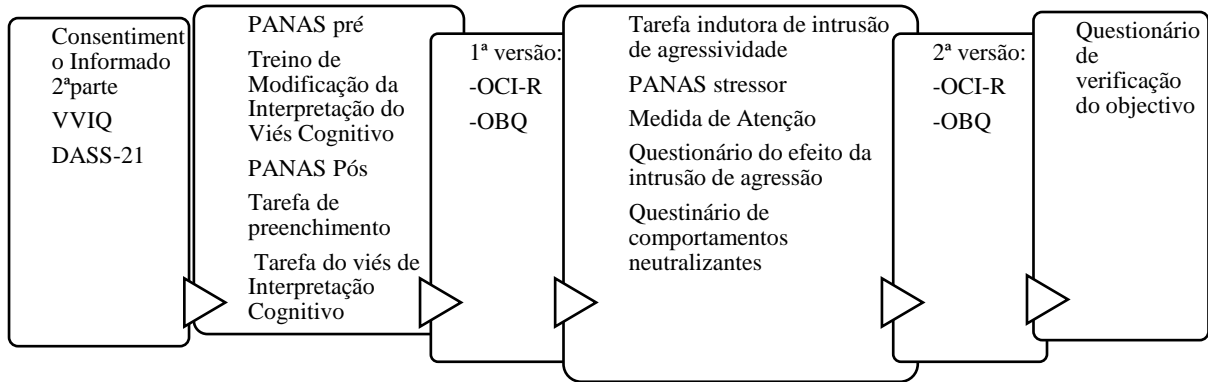 Consentiment
o Informado
2ªparte
VVIQ
DASS-21
PANAS pré
Treino de
Modificação da
Interpretação do
Viés Cognitivo
PANAS Pós
Tarefa de
preenchimento
Tarefa do viés de
Interpretação
Cognitivo
1ª versão:
-OCI-R
-OBQ
Tarefa indutora de intrusão
de agressividade
PANAS stressor
Medida de Atenção
Questionário do efeito da
intrusão de agressão
Questinário de
comportamentos
neutralizantes
2ª versão:
-OCI-R
-OBQ
Questionário
de
verificação
do objectivo